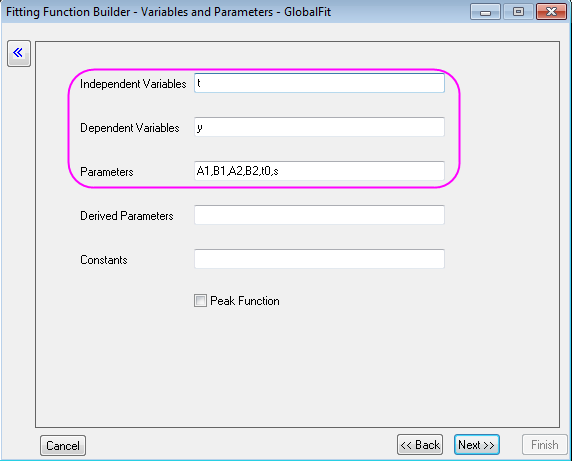 Fitting Function Builder - Variables and Parameters - GlobalFit
Independent Variables t
Dependent Variables y
Parameters A1,B1,A2,B2,t0,s
Derived Parameters
Constants
Peak Function
Cancel << Back Next >> Finish